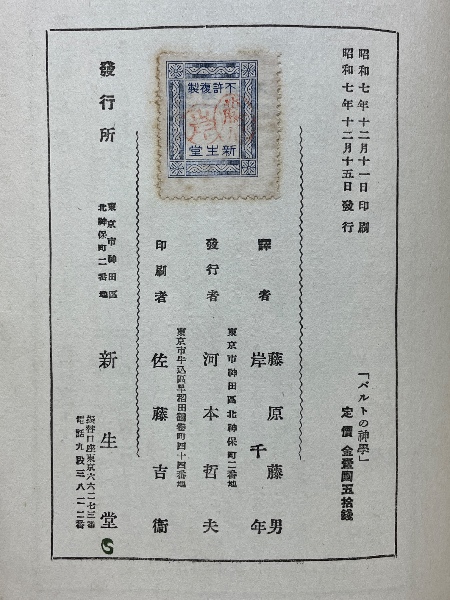 昭和七年十二月十一日印刷
昭和七年十二月十五日發行
「バルトの神學」
定價 金壹圓五拾錢
不許複製
新生堂
譯者
藤原藤男
岸千年
東京市神田區北神保町二番地
發行者 河本哲夫
東京市牛込區早稻田鶴卷町四十四番地
印刷者 佐藤吉衞
發行所
東京市神田區
北神保町二番地
新生堂
振替口座東京六六二七三番
電話九段三八二二番